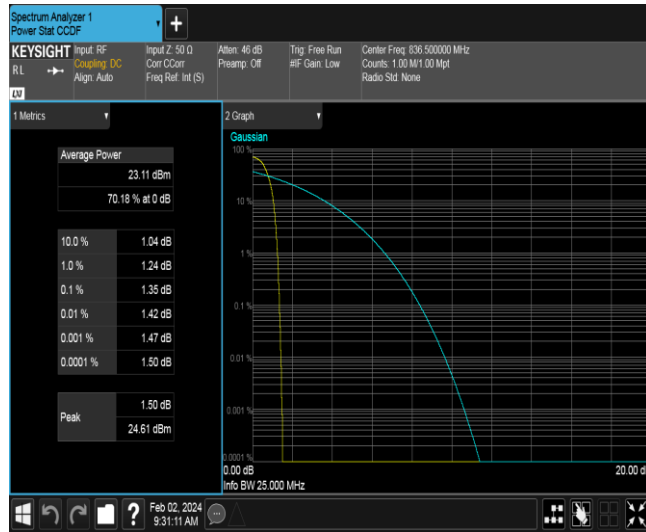 Spectrum Analyzer 1
Power Stat CCDF
+
KEYSIGHT Input: RF Input Z: 50 Ω Atten: 46 dB Trig: Free Run Center Freq: 836.500000 MHz
R L Coupling: DC Corr CCorr Preamp: Off #IF Gain: Low Counts: 1.00 M/1.00 Mpt
Align: Auto Freq Ref: Int (S) Radio Std: None
LXI
1 Metrics
Average Power
23.11 dBm
70.18 % at 0 dB
10.0 % 1.04 dB
1.0 % 1.24 dB
0.1 % 1.35 dB
0.01 % 1.42 dB
0.001 % 1.47 dB
0.0001 % 1.50 dB
Peak 1.50 dB
24.61 dBm
2 Graph
Gaussian
100 %
10 %
1 %
0.1 %
0.01 %
0.001 %
0.0001 %
0.00 dB 20.00 d
Info BW 25.000 MHz
? Feb 02, 2024
9:31:11 AM